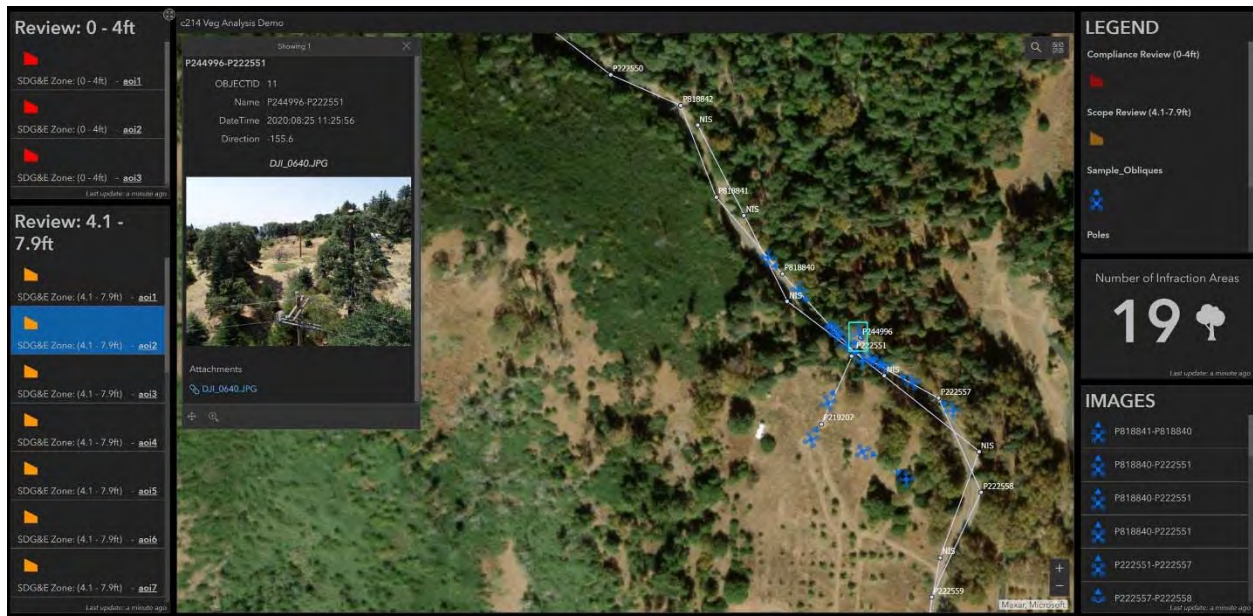 Review: 0 - 4ft
SDG&E Zone: (0 - 4ft) - aoi1
SDG&E Zone: (0 - 4ft) - aoi2
SDG&E Zone: (0 - 4ft) - aoi3
Last update: a minute ago
Review: 4.1 -
7.9ft
SDG&E Zone: (4.1 - 7.9ft) - aoi1
SDG&E Zone: (4.1 - 7.9ft) - aoi2
SDG&E Zone: (4.1 - 7.9ft) - aoi3
SDG&E Zone: (4.1 - 7.9ft) - aoi4
SDG&E Zone: (4.1 - 7.9ft) - aoi5
SDG&E Zone: (4.1 - 7.9ft) - aoi6
SDG&E Zone: (4.1 - 7.9ft) - aoi7
Last update: a minute ago
c214 Veg Analysis Demo
Showing 1
P244996-P222551
OBJECTID 11
Name P244996-P222551
DateTime 2020:08:25 11:25:56
Direction -155.6
DJI_0640.JPG
Attachments
DJI_0640.JPG
P222550
P818842
NIS
P818841
NIS
P818840
NIS
P244996
P222551
NIS
P222557
P219207
NIS
P222558
NIS
P222559
+
−
Maxar, Microsoft
LEGEND
Compliance Review (0-4ft)
Scope Review (4.1-7.9ft)
Sample_Obliques
Poles
Number of Infraction Areas
19
Last update: a minute ago
IMAGES
P818841-P818840
P818840-P222551
P818840-P222551
P818840-P222551
P222551-P222557
P222557-P222558
Last update: a minute ago